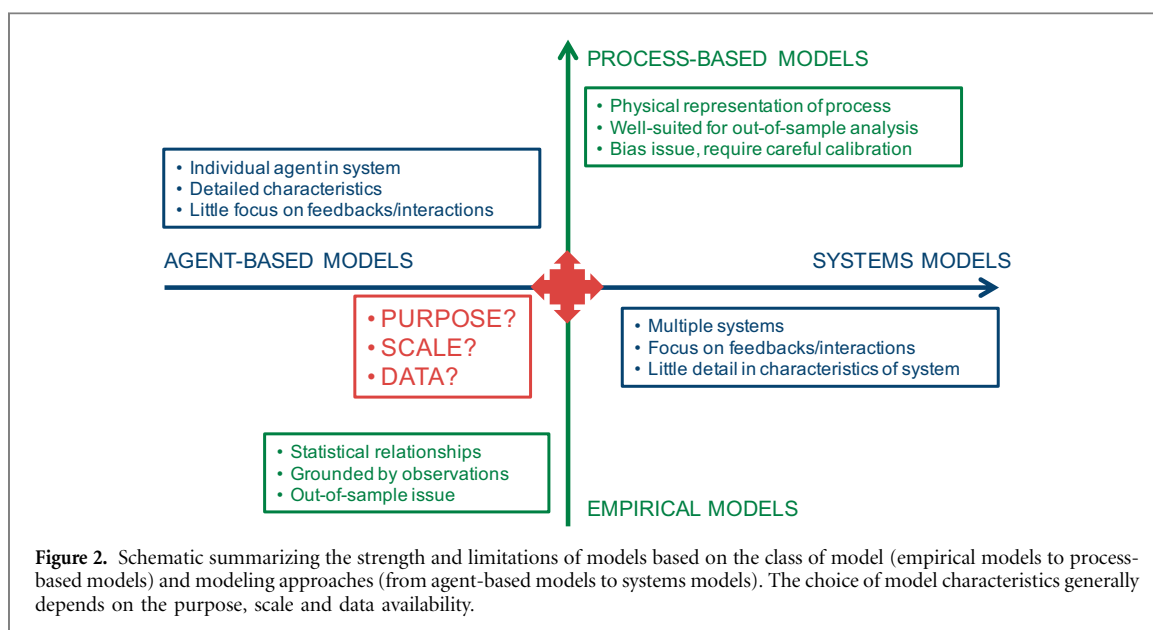 PROCESS-BASED MODELS
• Physical representation of process
• Well-suited for out-of-sample analysis
• Bias issue, require careful calibration
• Individual agent in system
• Detailed characteristics
• Little focus on feedbacks/interactions
AGENT-BASED MODELS
SYSTEMS MODELS
• PURPOSE?
• SCALE?
• DATA?
• Multiple systems
• Focus on feedbacks/interactions
• Little detail in characteristics of system
• Statistical relationships
• Grounded by observations
• Out-of-sample issue
EMPIRICAL MODELS
Figure 2. Schematic summarizing the strength and limitations of models based on the class of model (empirical models to process-
based models) and modeling approaches (from agent-based models to systems models). The choice of model characteristics generally
depends on the purpose, scale and data availability.